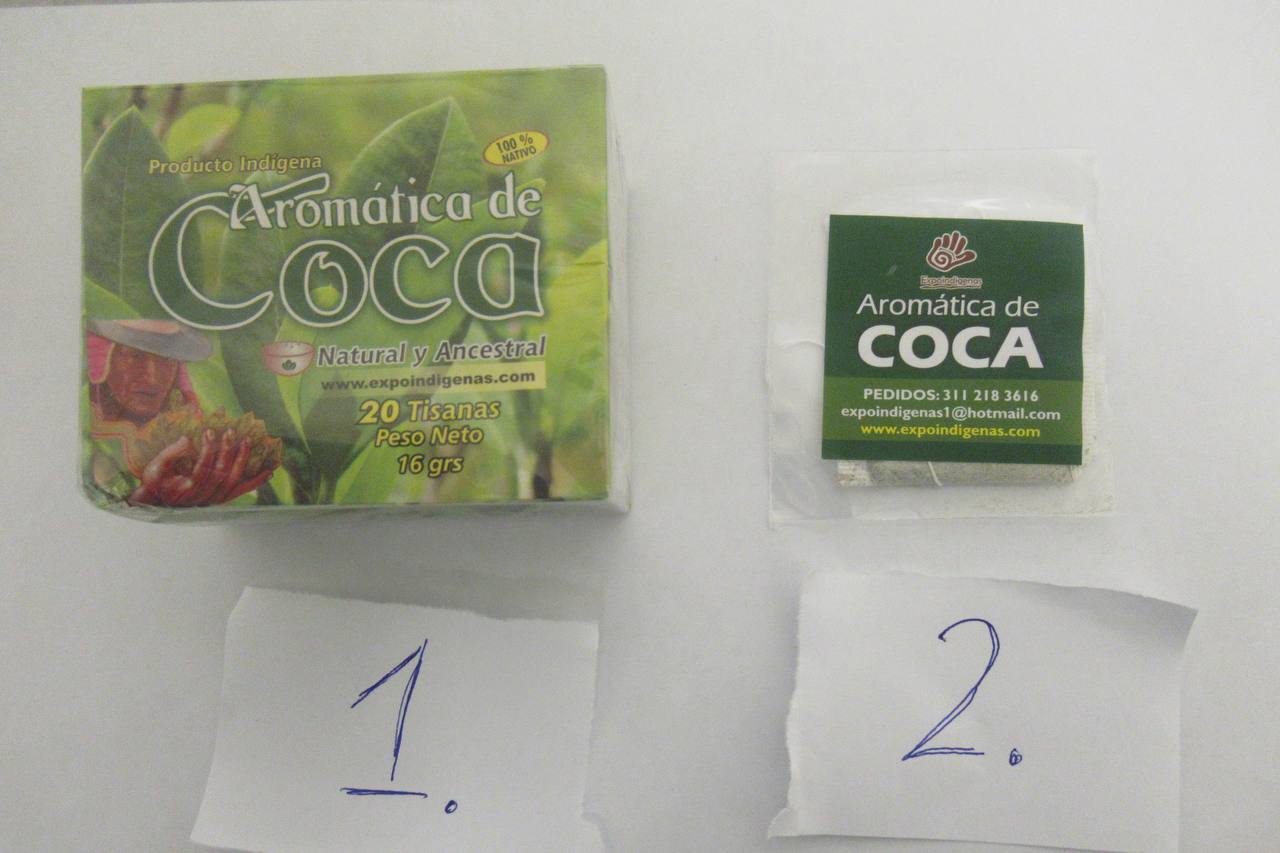 Producto Indígena
100%
NATIVO
Aromática de
Coca
Natural y Ancestral
www.expoindigenas.com
20 Tisanas
Peso Neto
16 grs
Expoindigenas
Aromática de
COCA
PEDIDOS: 311 218 3616
expoindigenas1@hotmail.com
www.expoindigenas.com
1.
2.